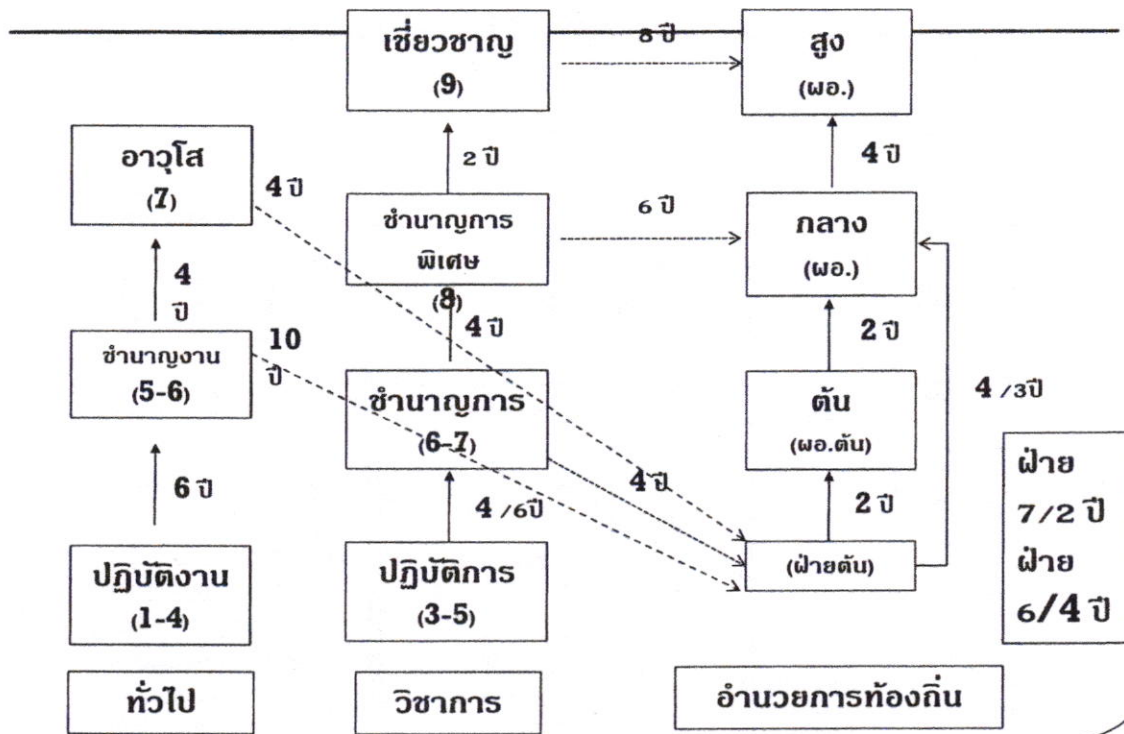 เชี่ยวชาญ
(9)
8 ปี
สูง
(ผอ.)
อาวุโส
(7)
4 ปี
2 ปี
4 ปี
ชำนาญการ
พิเศษ
(8)
6 ปี
กลาง
(ผอ.)
4
ปี
ชำนาญงาน
(5-6)
10
ปี
4 ปี
2 ปี
ชำนาญการ
(6-7)
ต้น
(ผอ.ต้น)
4 /3ปี
6 ปี
4 /6ปี
4 ปี
2 ปี
ฝ่าย
7/2 ปี
ฝ่าย
6/4 ปี
ปฏิบัติงาน
(1-4)
ปฏิบัติการ
(3-5)
(ฝ่ายต้น)
ทั่วไป
วิชาการ
อำนวยการท้องถิ่น